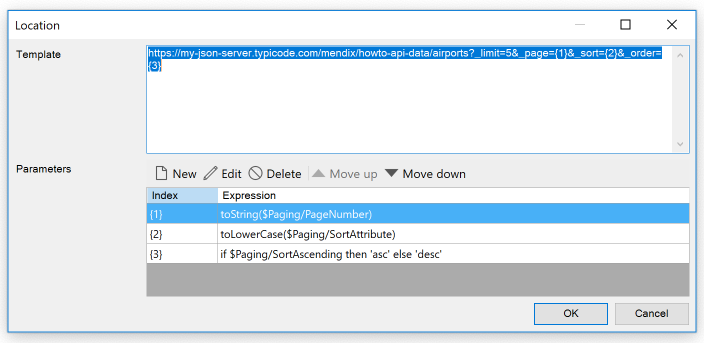 Location
Template
https://my-json-server.typicode.com/mendix/howto-api-data/airports?_limit=5&_page={1}&_sort={2}&_order=
{3}
Parameters
New Edit Delete Move up Move down
Index Expression
{1} toString($Paging/PageNumber)
{2} toLowerCase($Paging/SortAttribute)
{3} if $Paging/SortAscending then 'asc' else 'desc'
OK Cancel